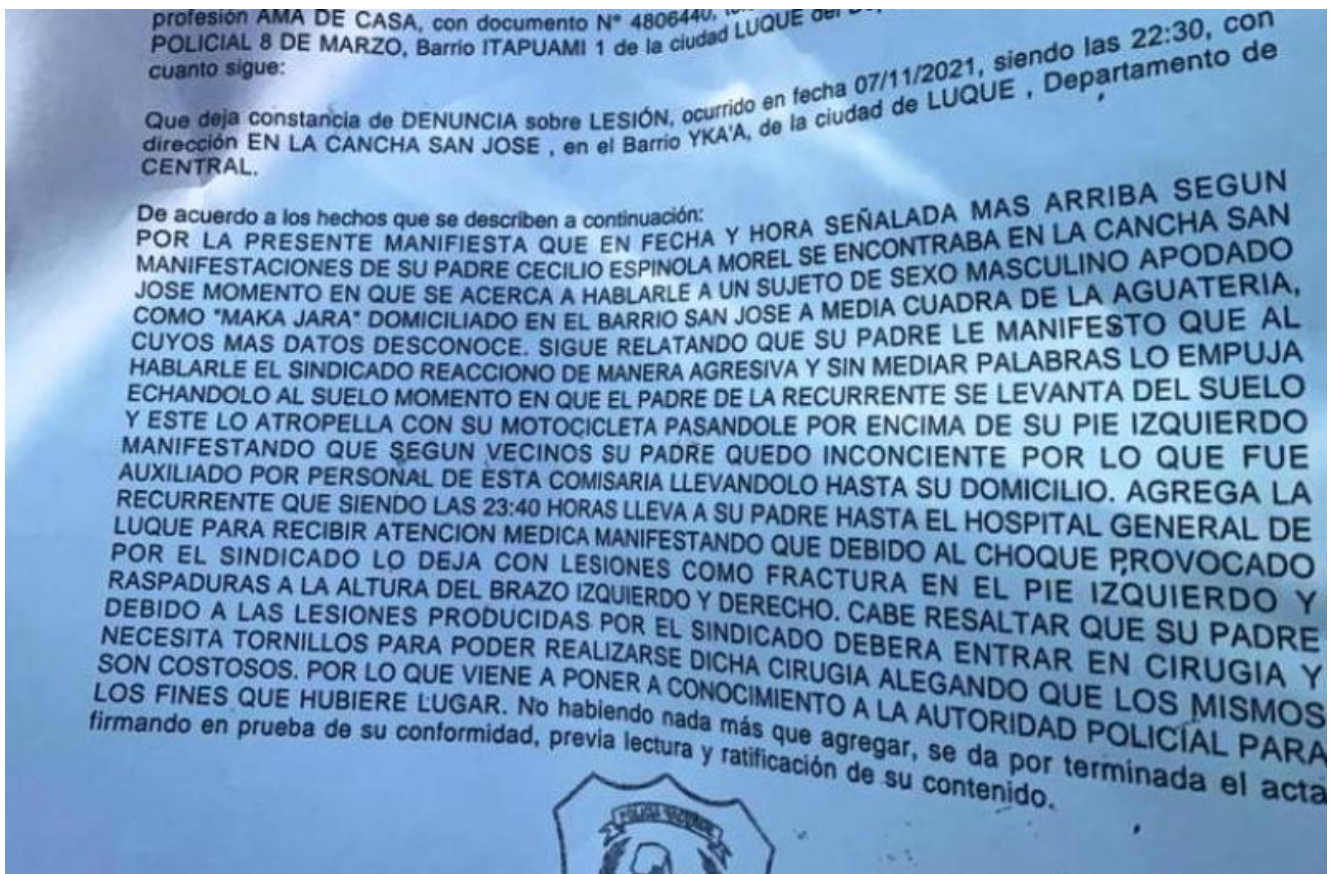 profesión AMA DE CASA, con documento N° 4806440,
POLICIAL 8 DE MARZO, Barrio ITAPUAMI 1 de la ciudad LUQUE del
cuanto sigue:
Que deja constancia de DENUNCIA sobre LESIÓN, ocurrido en fecha 07/11/2021, siendo las 22:30, con
dirección EN LA CANCHA SAN JOSE , en el Barrio YKA'A, de la ciudad de LUQUE , Departamento de
CENTRAL.
De acuerdo a los hechos que se describen a continuación:
POR LA PRESENTE MANIFIESTA QUE EN FECHA Y HORA SEÑALADA MAS ARRIBA SEGUN
MANIFESTACIONES DE SU PADRE CECILIO ESPINOLA MOREL SE ENCONTRABA EN LA CANCHA SAN
JOSE MOMENTO EN QUE SE ACERCA A HABLARLE A UN SUJETO DE SEXO MASCULINO APODADO
COMO "MAKA JARA" DOMICILIADO EN EL BARRIO SAN JOSE A MEDIA CUADRA DE LA AGUATERIA,
CUYOS MAS DATOS DESCONOCE. SIGUE RELATANDO QUE SU PADRE LE MANIFESTO QUE AL
HABLARLE EL SINDICADO REACCIONO DE MANERA AGRESIVA Y SIN MEDIAR PALABRAS LO EMPUJA
ECHANDOLO AL SUELO MOMENTO EN QUE EL PADRE DE LA RECURRENTE SE LEVANTA DEL SUELO
Y ESTE LO ATROPELLA CON SU MOTOCICLETA PASANDOLE POR ENCIMA DE SU PIE IZQUIERDO
MANIFESTANDO QUE SEGUN VECINOS SU PADRE QUEDO INCONCIENTE POR LO QUE FUE
AUXILIADO POR PERSONAL DE ESTA COMISARIA LLEVANDOLO HASTA SU DOMICILIO. AGREGA LA
RECURRENTE QUE SIENDO LAS 23:40 HORAS LLEVA A SU PADRE HASTA EL HOSPITAL GENERAL DE
LUQUE PARA RECIBIR ATENCION MEDICA MANIFESTANDO QUE DEBIDO AL CHOQUE PROVOCADO
POR EL SINDICADO LO DEJA CON LESIONES COMO FRACTURA EN EL PIE IZQUIERDO Y
RASPADURAS A LA ALTURA DEL BRAZO IZQUIERDO Y DERECHO. CABE RESALTAR QUE SU PADRE
DEBIDO A LAS LESIONES PRODUCIDAS POR EL SINDICADO DEBERA ENTRAR EN CIRUGIA Y
NECESITA TORNILLOS PARA PODER REALIZARSE DICHA CIRUGIA ALEGANDO QUE LOS MISMOS
SON COSTOSOS. POR LO QUE VIENE A PONER A CONOCIMIENTO A LA AUTORIDAD POLICIAL PARA
LOS FINES QUE HUBIERE LUGAR. No habiendo nada más que agregar, se da por terminada el acta
firmando en prueba de su conformidad, previa lectura y ratificación de su contenido.
POLICIA NACIONAL